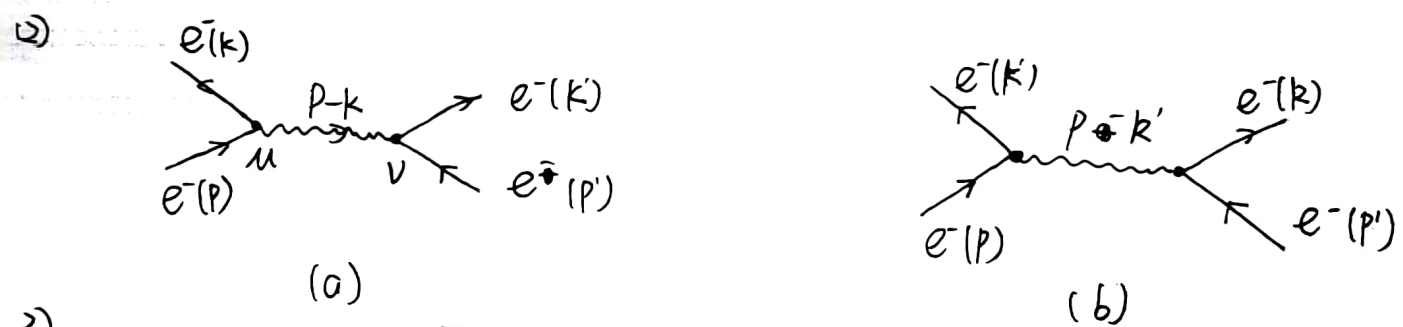 (2)
e⁻(k)
P-k
e⁻(k')
μ
ν
e⁻(p)
e⁻(p')
(a)
e⁻(k')
P-k'
e⁻(k)
e⁻(p)
e⁻(p')
(b)